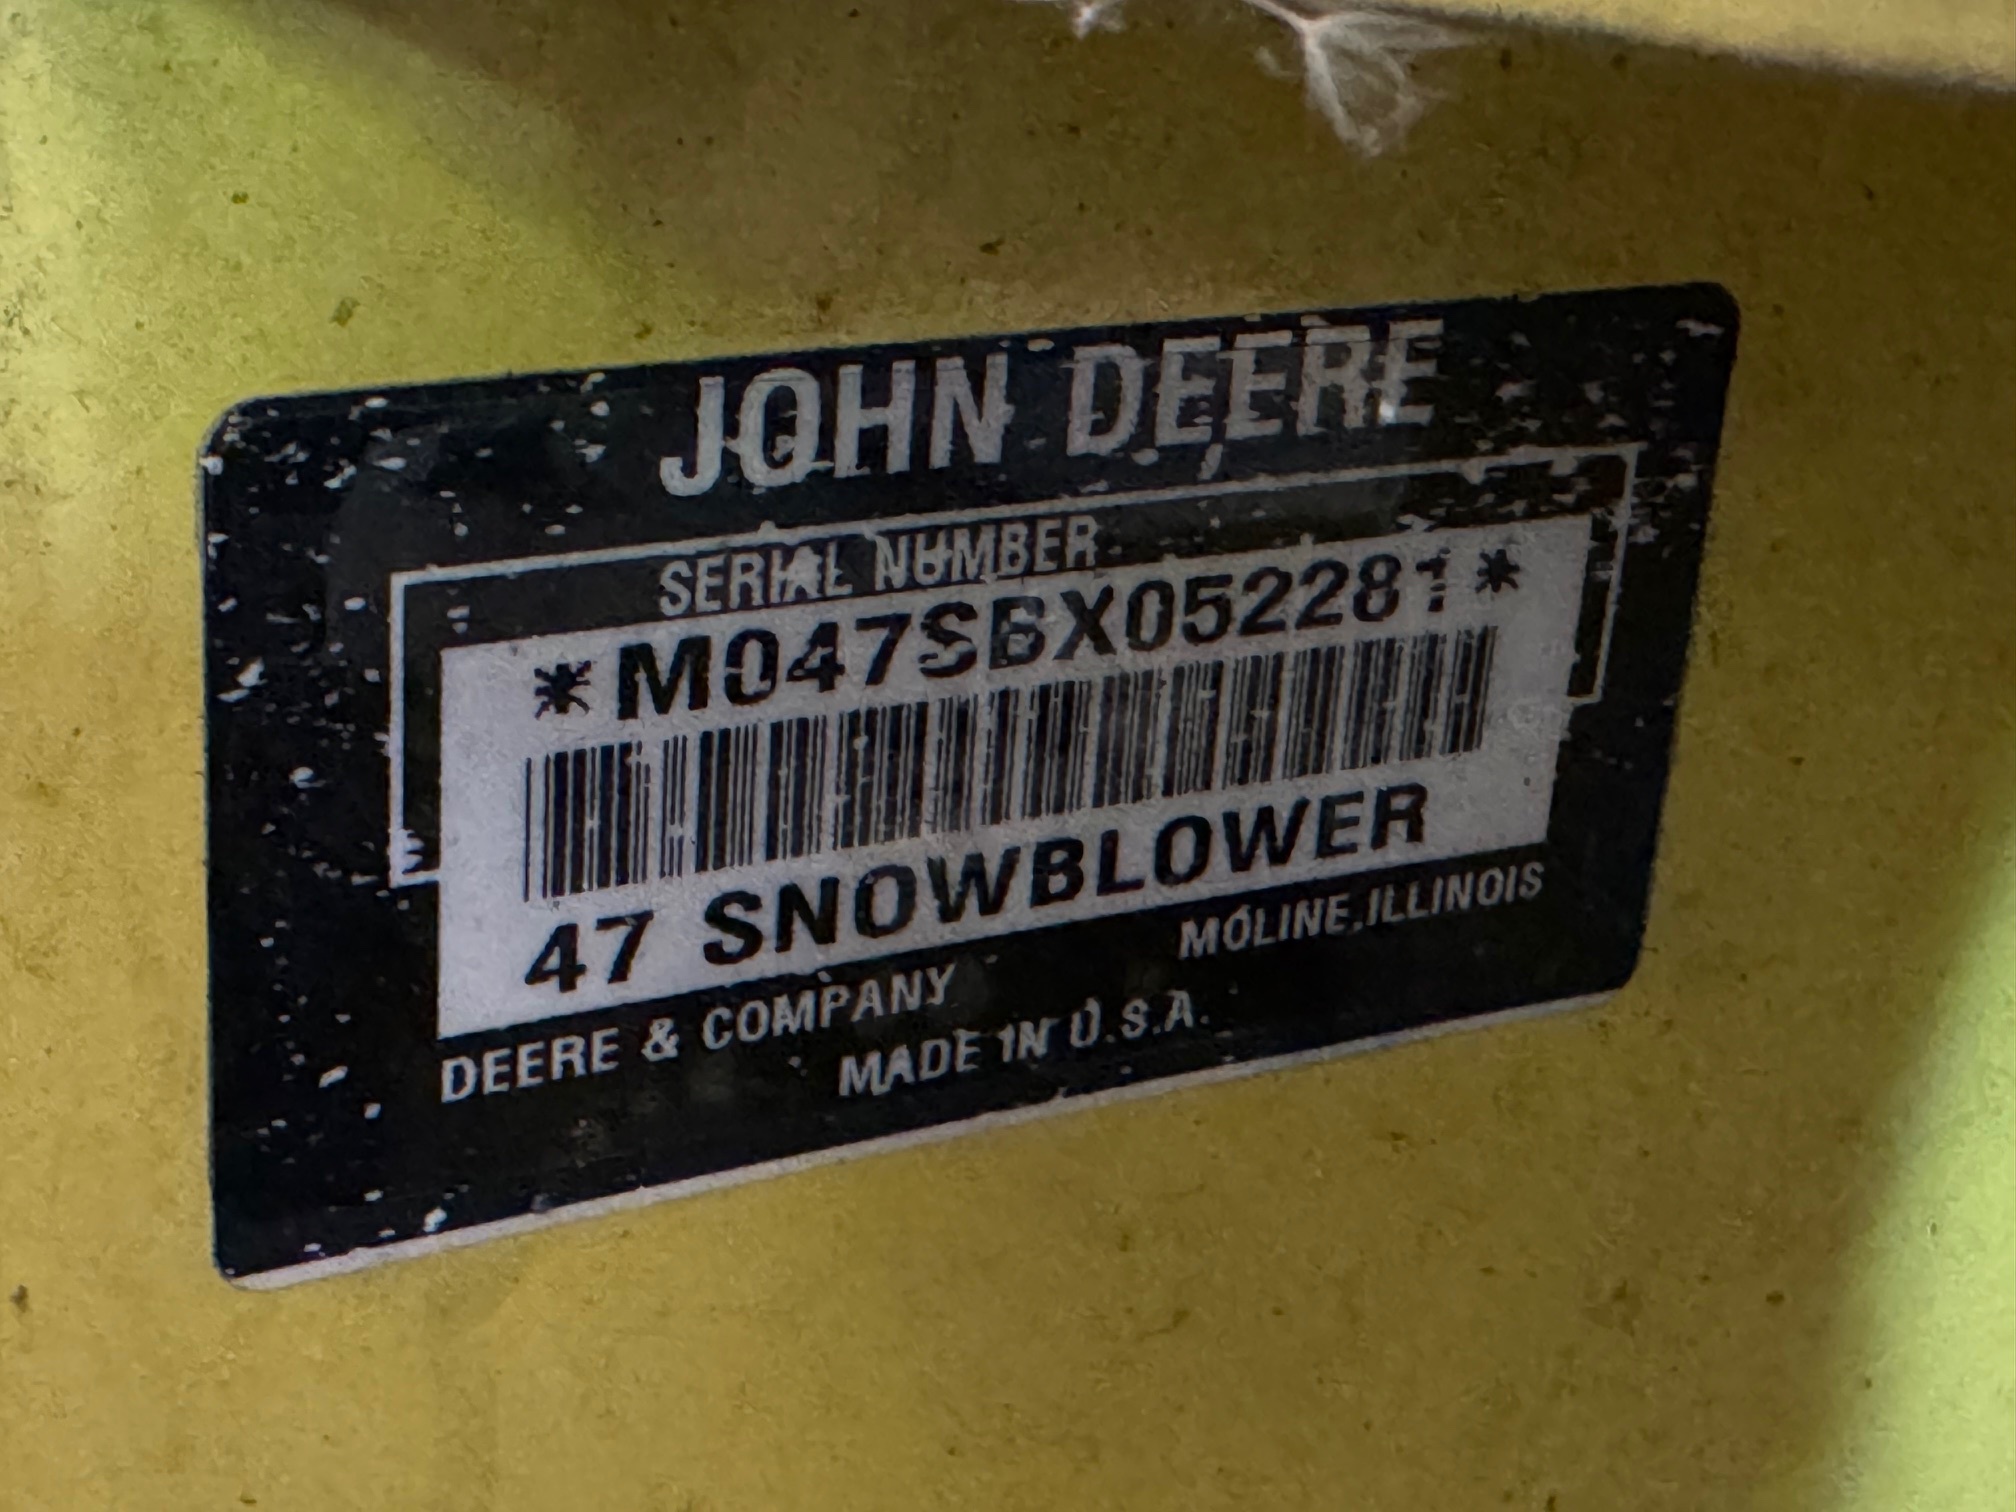 JOHN DEERE
SERIAL NUMBER
*M047SBX052281*
47 SNOWBLOWER
DEERE & COMPANY MOLINE,ILLINOIS
MADE IN U.S.A.